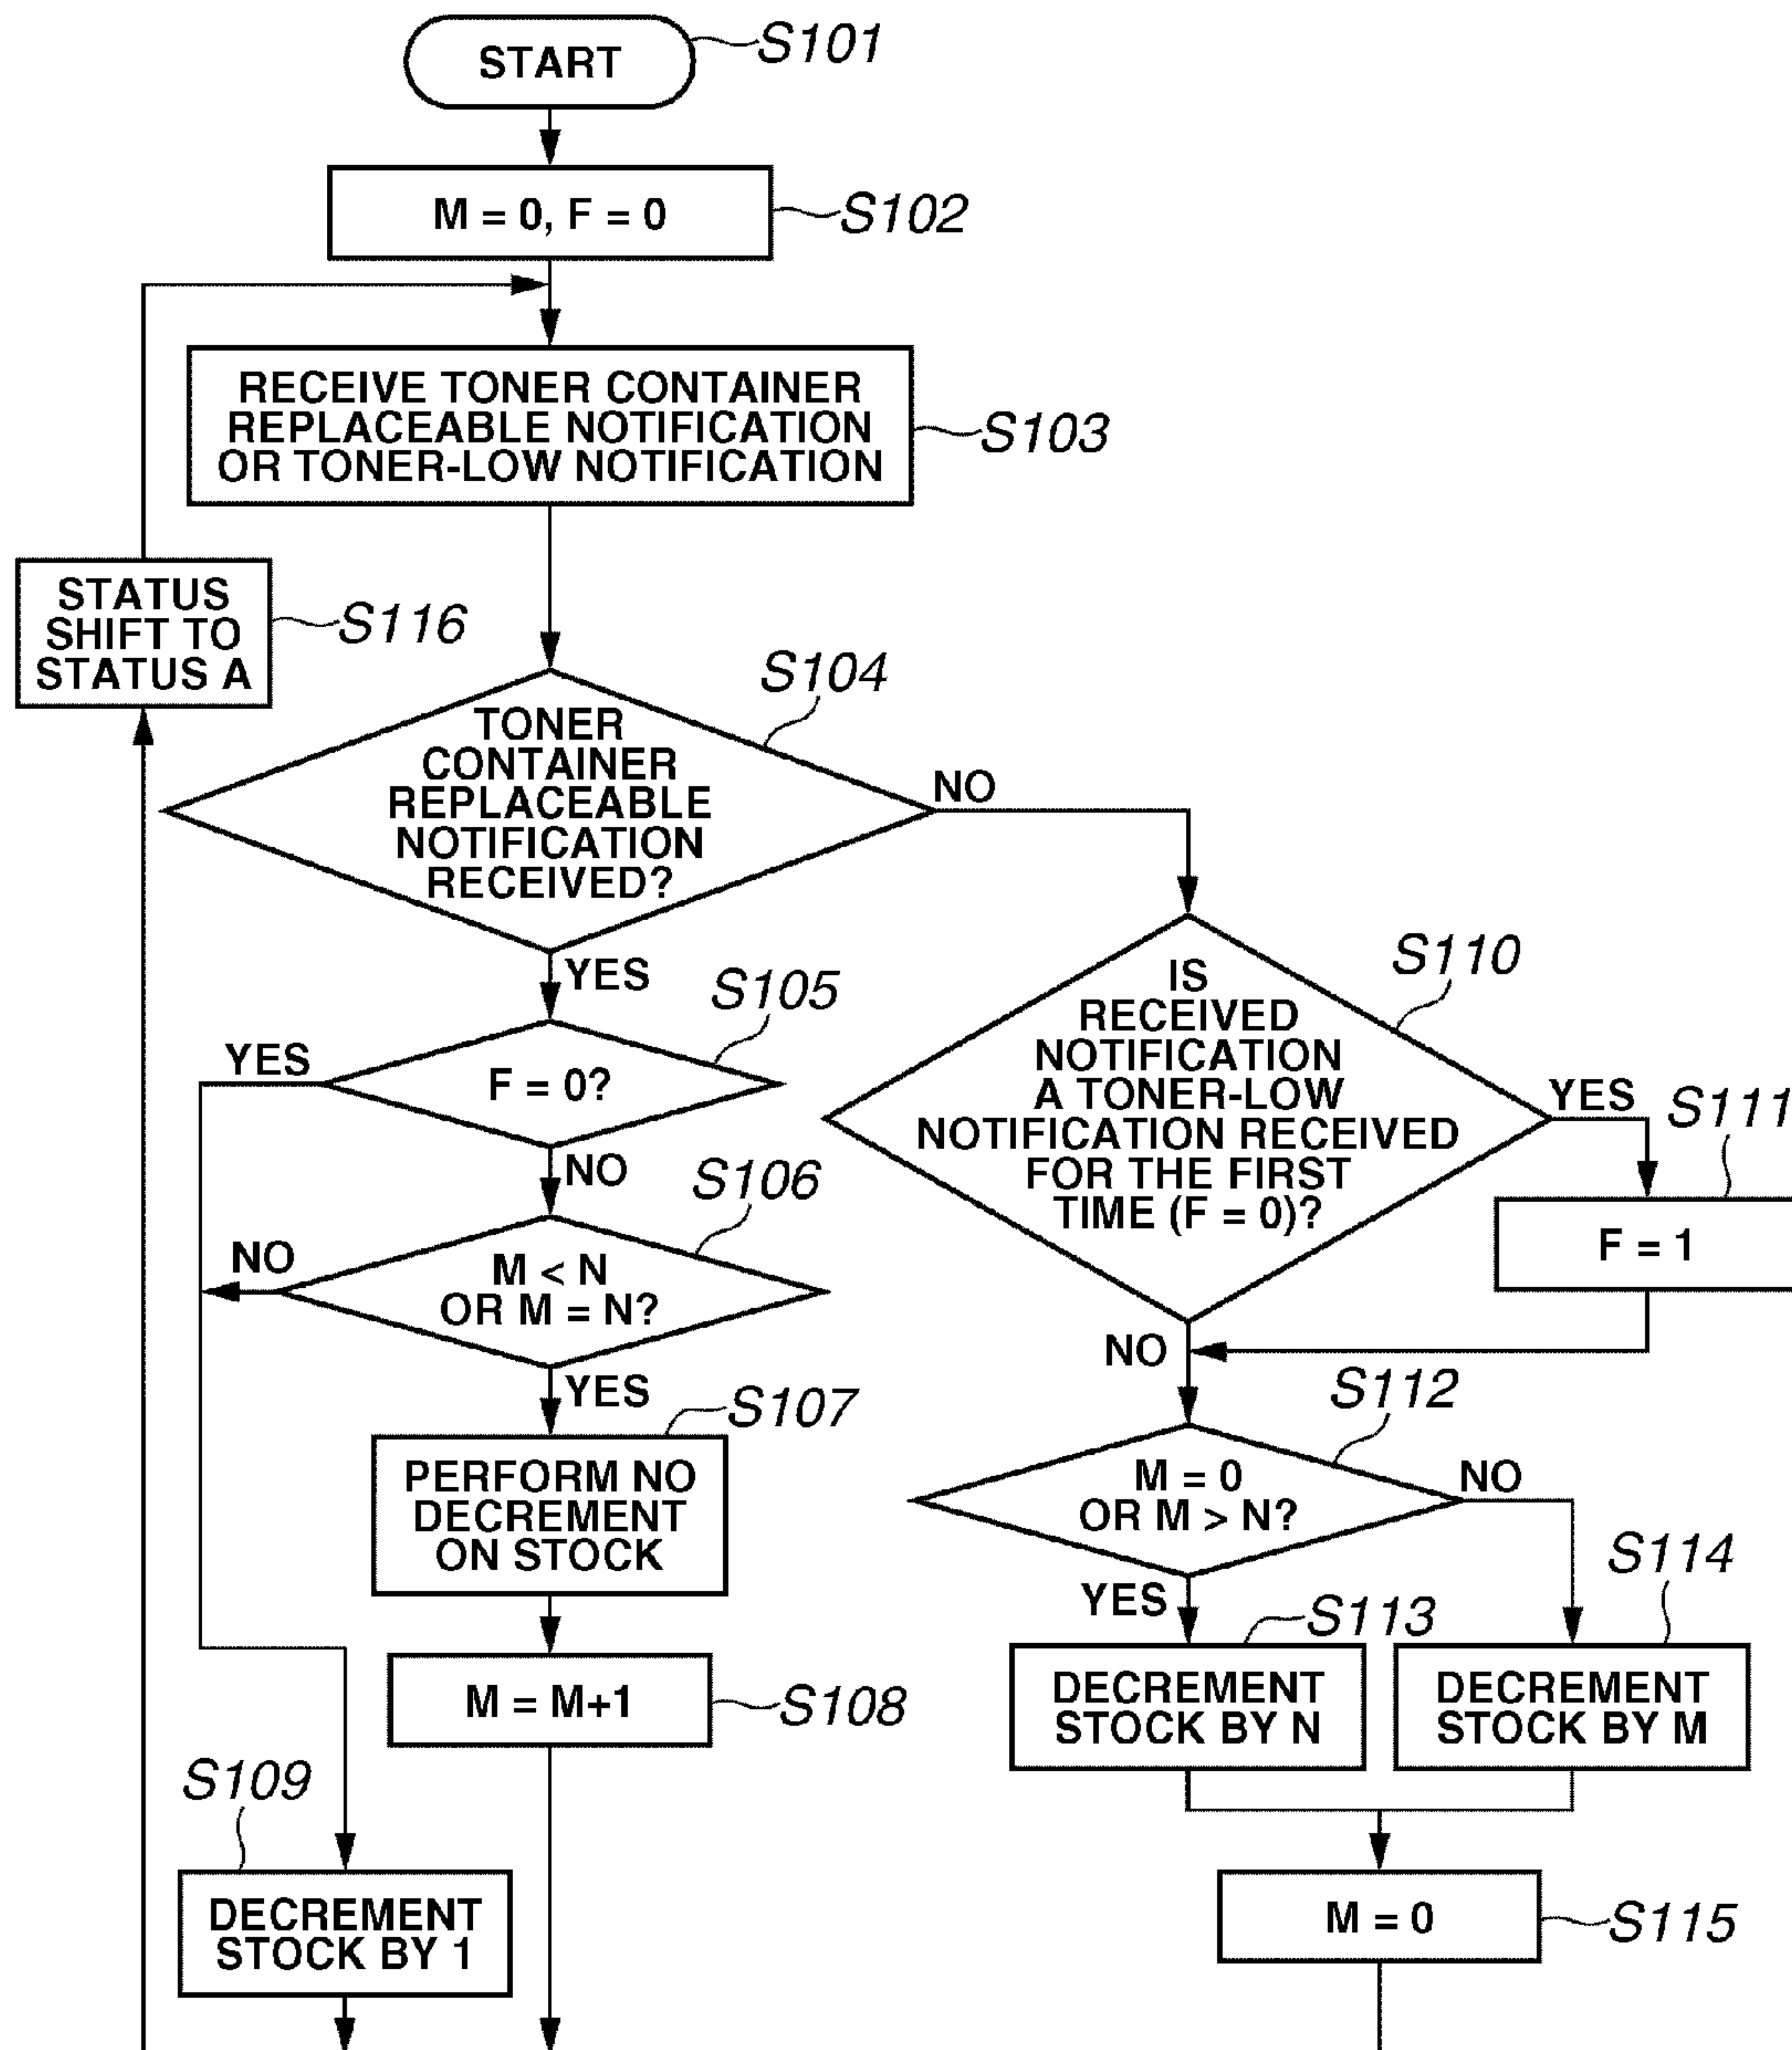 START
S101
M = 0, F = 0
S102
RECEIVE TONER CONTAINER
REPLACEABLE NOTIFICATION
OR TONER-LOW NOTIFICATION
S103
STATUS
SHIFT TO
STATUS A
S116
S104
TONER
CONTAINER
REPLACEABLE
NOTIFICATION
RECEIVED?
NO
YES
S105
YES
F = 0?
NO
S106
NO
M < N
OR M = N?
YES
S107
PERFORM NO
DECREMENT
ON STOCK
M = M+1
S108
S109
DECREMENT
STOCK BY 1
S110
IS
RECEIVED
NOTIFICATION
A TONER-LOW
NOTIFICATION RECEIVED
FOR THE FIRST
TIME (F = 0)?
YES
S111
F = 1
NO
S112
M = 0
OR M > N?
NO
YES
S113
S114
DECREMENT
STOCK BY N
DECREMENT
STOCK BY M
M = 0
S115